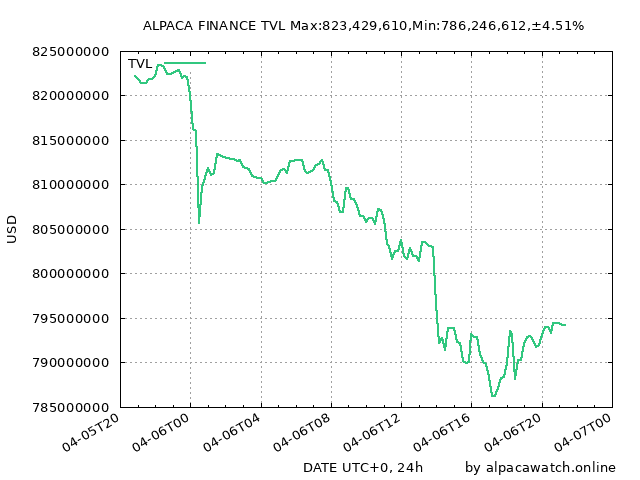 ALPACA FINANCE TVL Max:823,429,610,Min:786,246,612,±4.51%
TVL
825000000
820000000
815000000
810000000
805000000
800000000
795000000
790000000
785000000
USD
04-05T20
04-06T00
04-06T04
04-06T08
04-06T12
04-06T16
04-06T20
04-07T00
DATE UTC+0, 24h
by alpacawatch.online